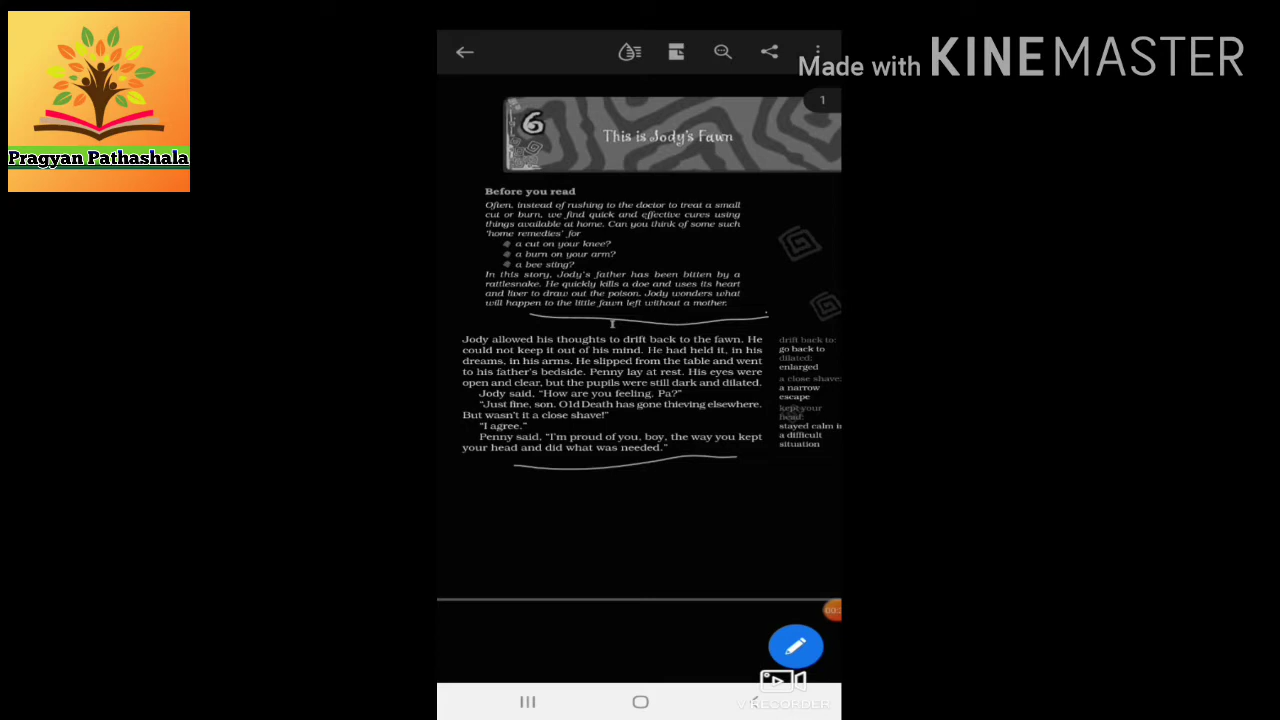 Pragyan Pathashala
Made with KINEMASTER
1
6
This is Jody's Fawn
Before you read
Often, instead of rushing to the doctor to treat a small
cut or burn, we find quick and effective cures using
things available at home. Can you think of some such
'home remedies' for
a cut on your knee?
a burn on your arm?
a bee sting?
In this story, Jody's father has been bitten by a
rattlesnake. He quickly kills a doe and uses its heart
and liver to draw out the poison. Jody wonders what
will happen to the little fawn left without a mother.
Jody allowed his thoughts to drift back to the fawn. He
could not keep it out of his mind. He had held it, in his
dreams, in his arms. He slipped from the table and went
to his father's bedside. Penny lay at rest. His eyes were
open and clear, but the pupils were still dark and dilated.
Jody said, "How are you feeling, Pa?"
"Just fine, son. O1d Death has gone thieving elsewhere.
But wasn't it a close shave!"
"I agree."
Penny said, "I'm proud of you, boy, the way you kept
your head and did what was needed."
drift back to:
go back to
dilated:
enlarged
a close shave:
a narrow
escape
kept your
head:
stayed calm in
a difficult
situation
00:
V RECORDER